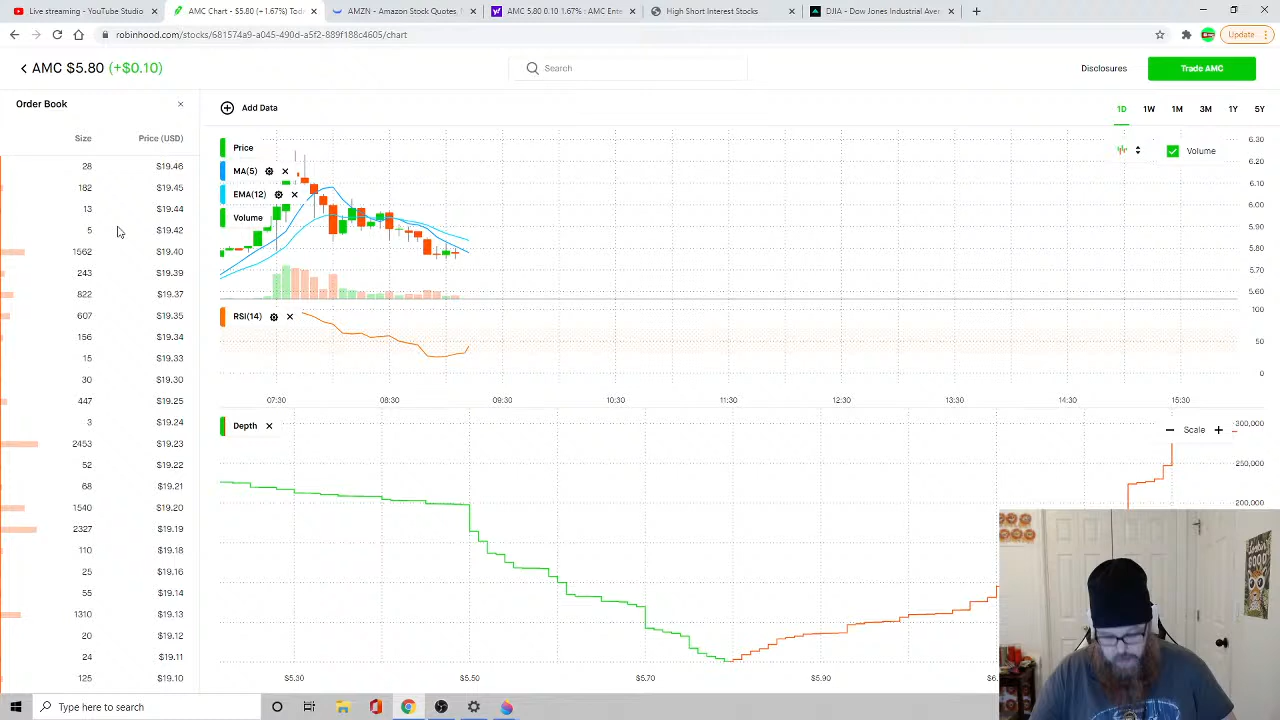 Live streaming - YouTube Studio
AMC Chart - $5.80 (+1.67%) Toda
AMZN - Amazon Stock Quotes
AMC 5.80 0.10 1.67% : AMC Ente
High Short Interest Stocks
DJIA - Dow Jones Industrial Aver
robinhood.com/stocks/681574a9-a045-490d-a5f2-889f188c4605/chart
Update
AMC $5.80 (+$0.10)
Search
Disclosures
Trade AMC
Order Book
Add Data
1D 1W 1M 3M 1Y 5Y
Size Price (USD)
28 $19.46
182 $19.45
13 $19.44
5 $19.42
1562 $19.40
243 $19.39
822 $19.37
607 $19.35
156 $19.34
15 $19.33
30 $19.30
447 $19.25
3 $19.24
2453 $19.23
52 $19.22
68 $19.21
1540 $19.20
2327 $19.19
110 $19.18
25 $19.16
55 $19.14
1310 $19.13
20 $19.12
24 $19.11
125 $19.10
Price
MA(5)
EMA(12)
Volume
Volume
6.30
6.20
6.10
6.00
5.90
5.80
5.70
5.60
RSI(14)
100
50
0
07:30 08:30 09:30 10:30 11:30 12:30 13:30 14:30 15:30
Depth
Scale
300,000
250,000
200,000
$5.50 $5.70 $5.90
Type here to search